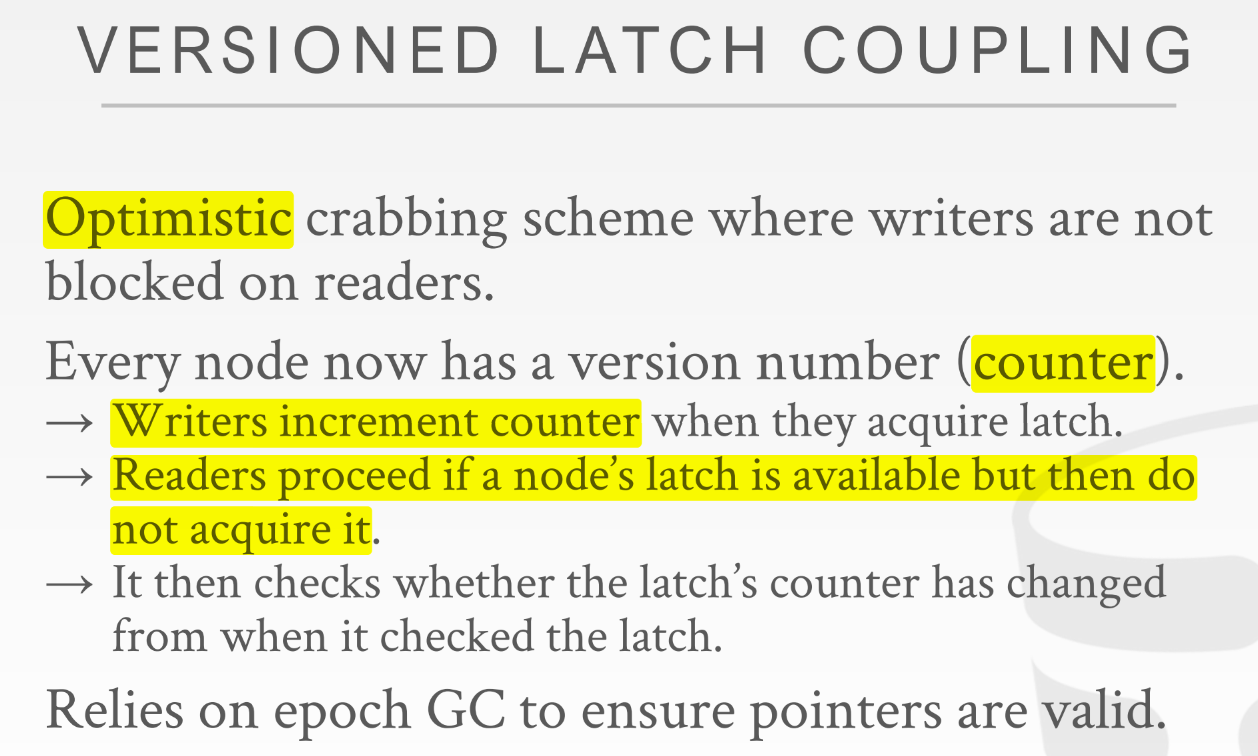 VERSIONED LATCH COUPLING
Optimistic crabbing scheme where writers are not
blocked on readers.
Every node now has a version number (counter).
→ Writers increment counter when they acquire latch.
→ Readers proceed if a node’s latch is available but then do
not acquire it.
→ It then checks whether the latch’s counter has changed
from when it checked the latch.
Relies on epoch GC to ensure pointers are valid.